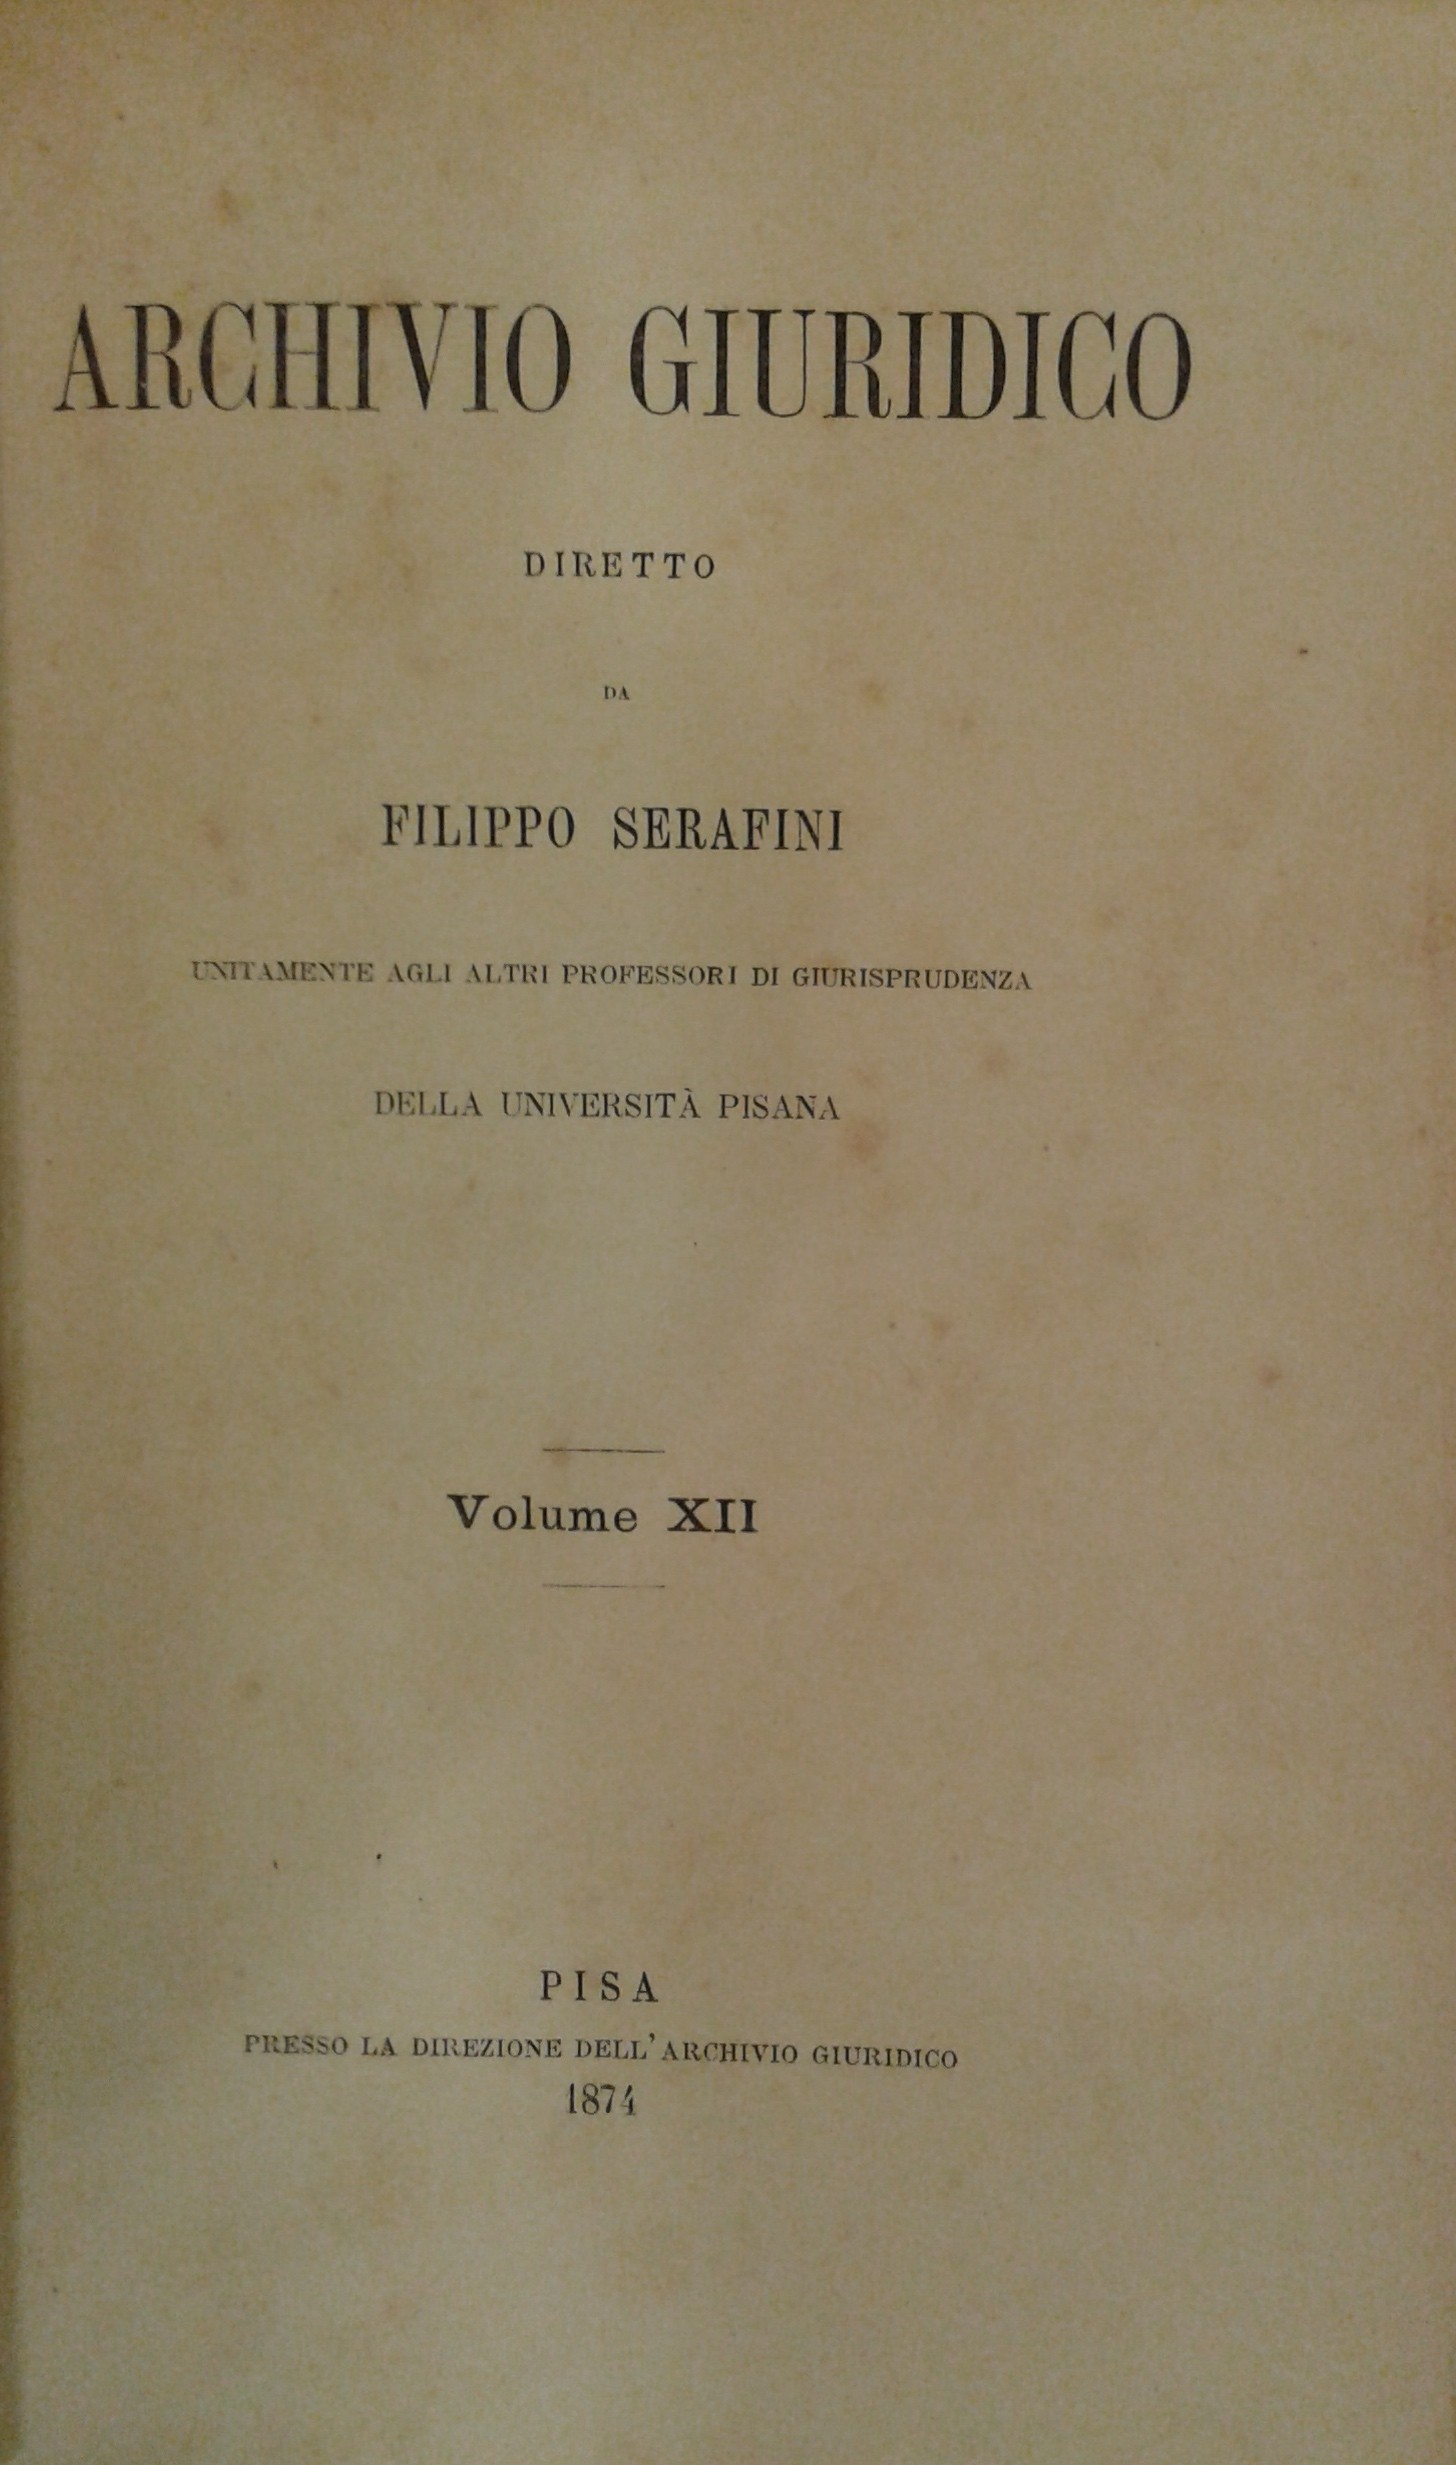 ARCHIVIO GIURIDICO
DIRETTO
DA
FILIPPO SERAFINI
UNITAMENTE AGLI ALTRI PROFESSORI DI GIURISPRUDENZA
DELLA UNIVERSITÀ PISANA
Volume XII
PISA
PRESSO LA DIREZIONE DELL'ARCHIVIO GIURIDICO
1874